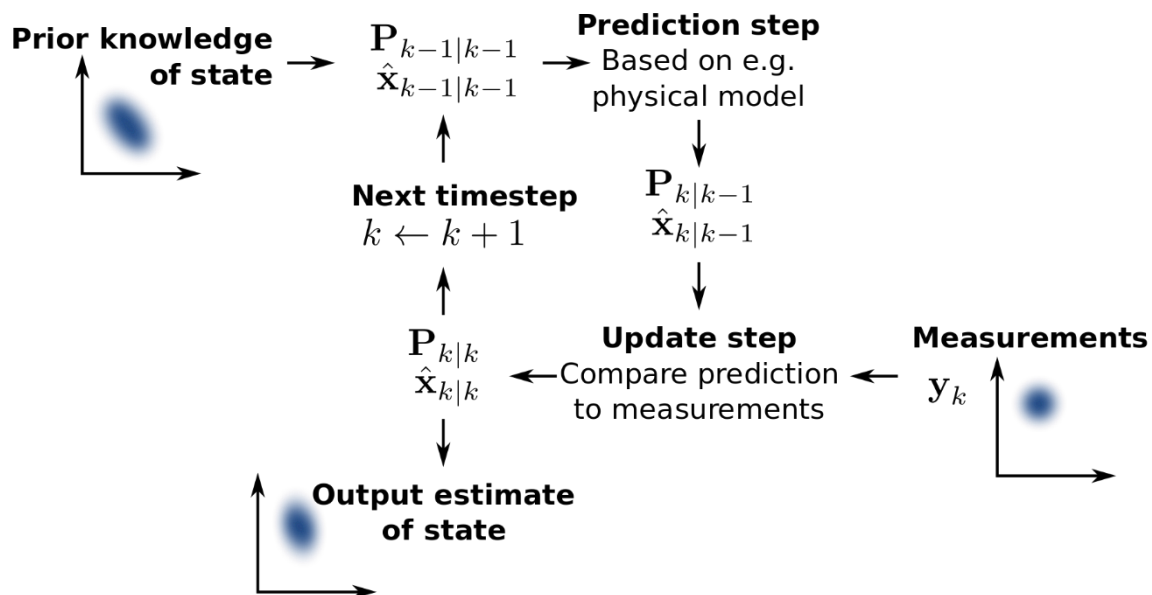 Prior knowledge
of state
P_{k−1|k−1}
x̂_{k−1|k−1}
Prediction step
Based on e.g.
physical model
P_{k|k−1}
x̂_{k|k−1}
Next timestep
k ← k + 1
P_{k|k}
x̂_{k|k}
Update step
Compare prediction
to measurements
Measurements
y_k
Output estimate
of state